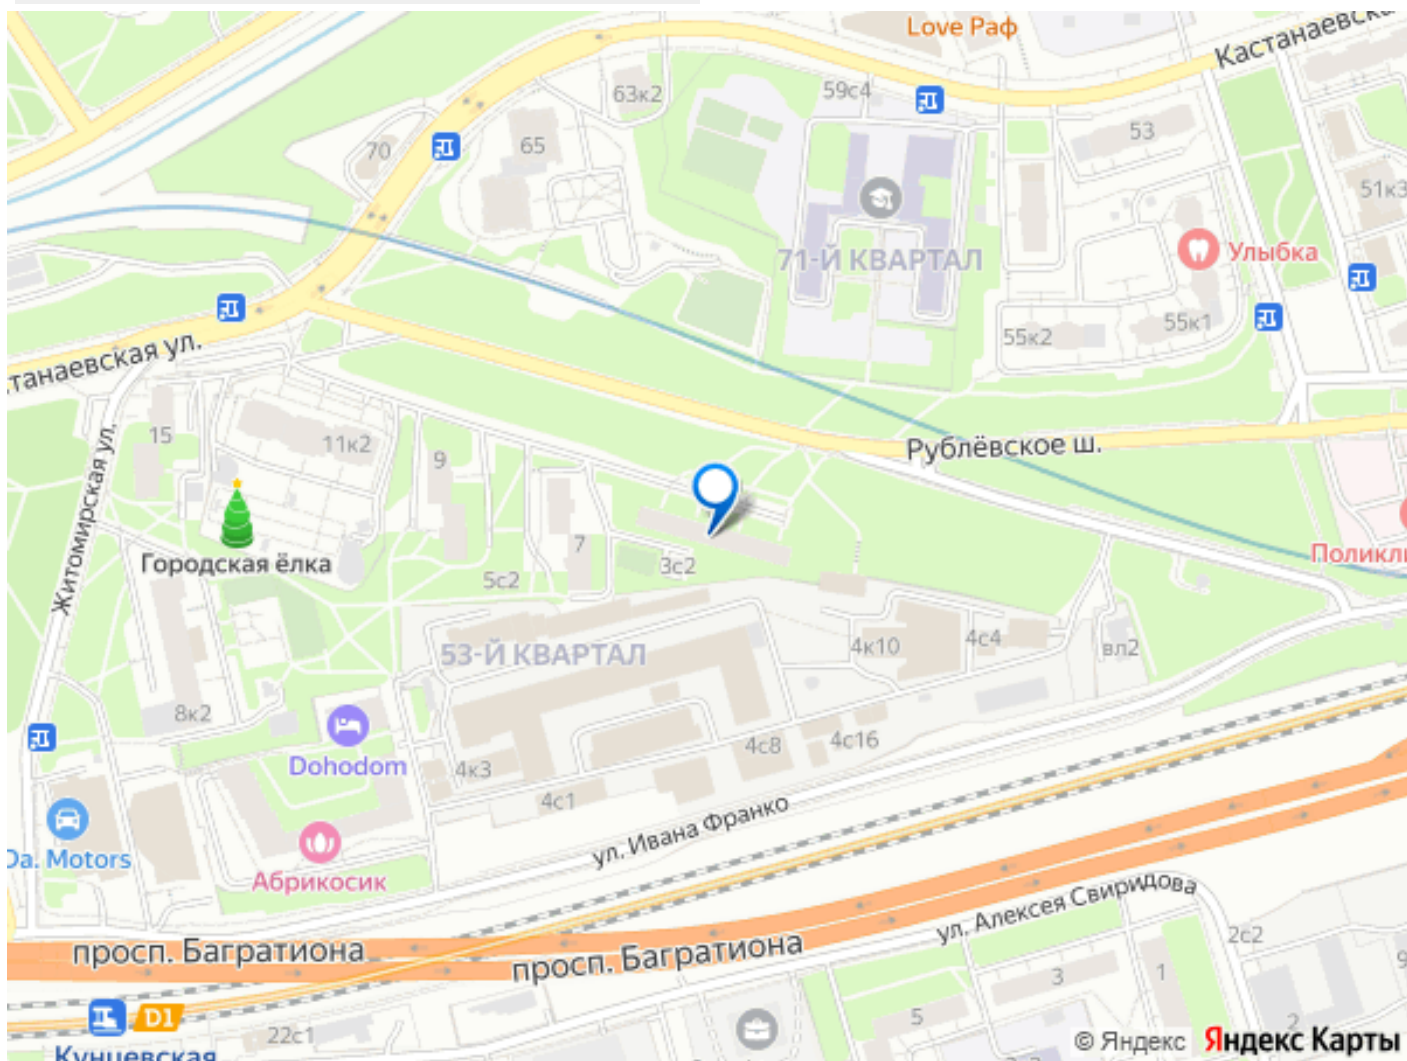 Love Раф
Кастанаевск
63к2
59с4
70
65
53
51к3
71-Й КВАРТАЛ
Улыбка
55к2
55к1
танаевская ул.
15
11к2
9
Рублёвское ш.
Житомирская ул.
Городская ёлка
7
5с2
3с2
Поликли
53-Й КВАРТАЛ
4к10
4с4
вл2
8к2
Dohodom
4к3
4с8
4с16
4с1
ул. Ивана Франко
Da. Motors
Абрикосик
ул. Алексея Свиридова
просп. Багратиона
просп. Багратиона
2с2
3
1
9
D1
22с1
5
2
Кунцевская
© Яндекс Яндекс Карты